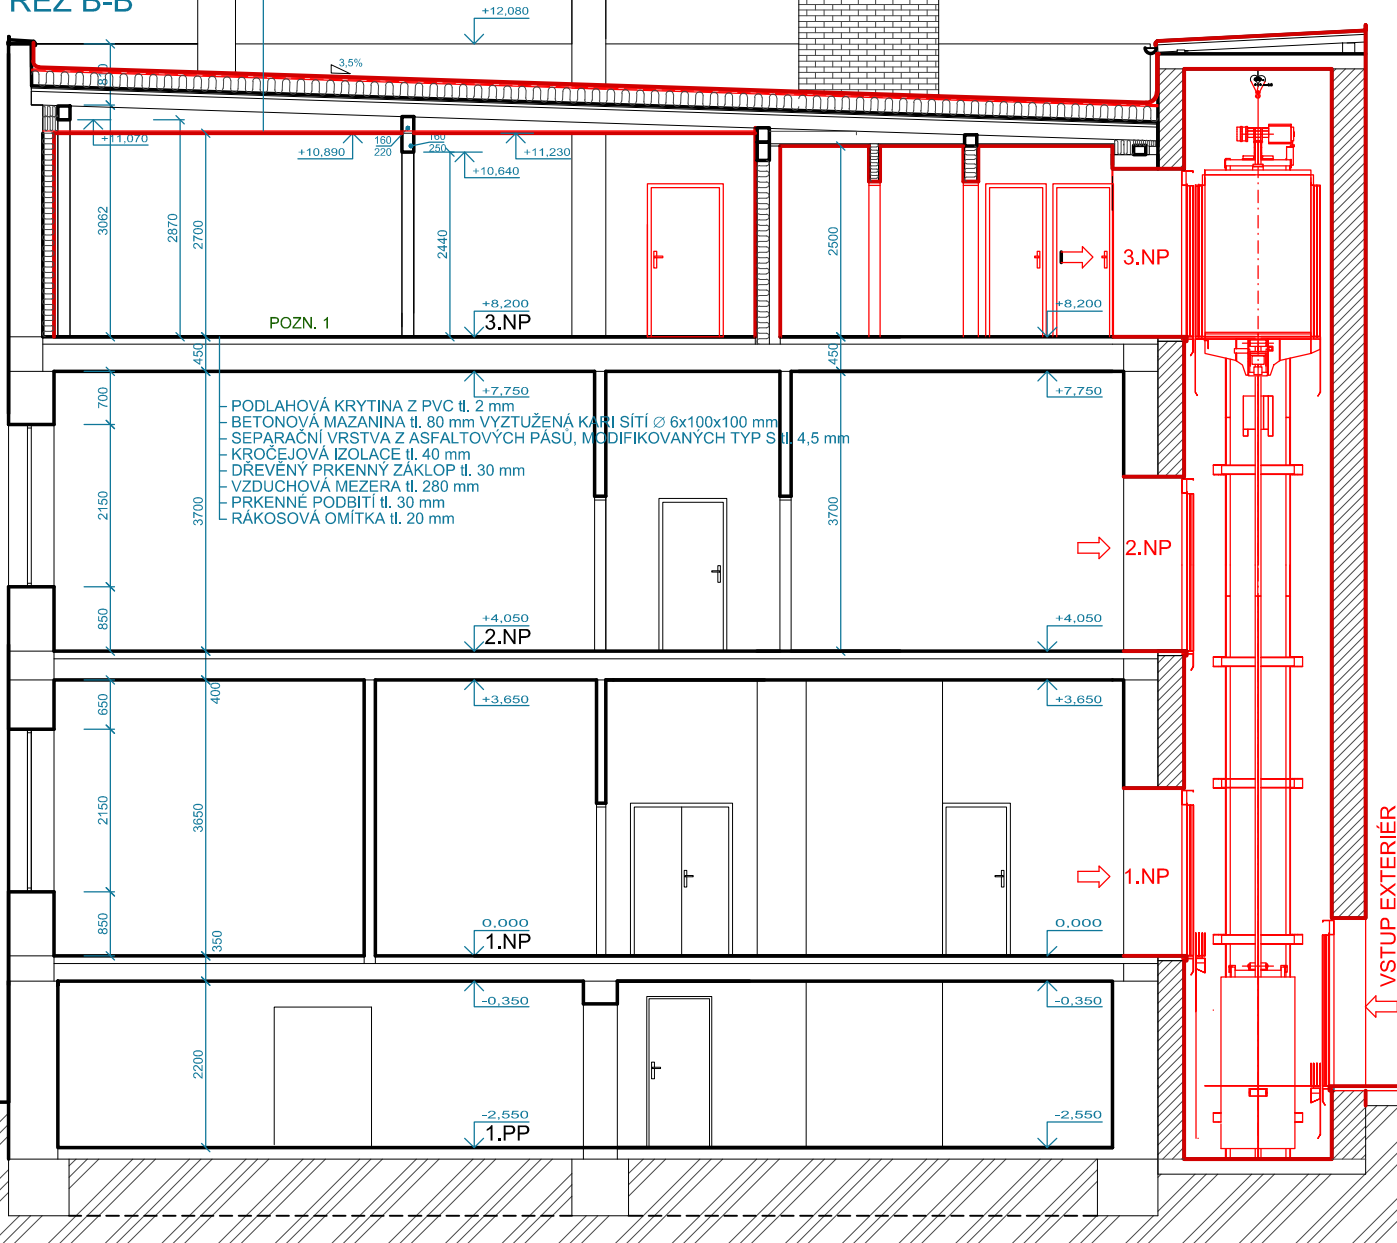 ŘEZ B-B
+12,080
3,5%
810
+11,070
+10,890
160
220
160
250
+11,230
+10,640
3062
2870
2700
2440
2500
3.NP
+8,200
3.NP
+8,200
POZN. 1
450
450
+7,750
+7,750
700
PODLAHOVÁ KRYTINA Z PVC tl. 2 mm
BETONOVÁ MAZANINA tl. 80 mm VYZTUŽENÁ KARI SÍTÍ Ø 6x100x100 mm
SEPARAČNÍ VRSTVA Z ASFALTOVÝCH PÁSŮ, MODIFIKOVANÝCH TYP S tl. 4,5 mm
KROČEJOVÁ IZOLACE tl. 40 mm
DŘEVĚNÝ PRKENNÝ ZÁKLOP tl. 30 mm
VZDUCHOVÁ MEZERA tl. 280 mm
PRKENNÉ PODBITÍ tl. 30 mm
RÁKOSOVÁ OMÍTKA tl. 20 mm
2150
3700
3700
2.NP
850
+4,050
2.NP
+4,050
400
650
+3,650
+3,650
2150
3650
1.NP
850
350
0,000
1.NP
0,000
VSTUP EXTERIÉR
-0,350
-0,350
2200
-2,550
1.PP
-2,550